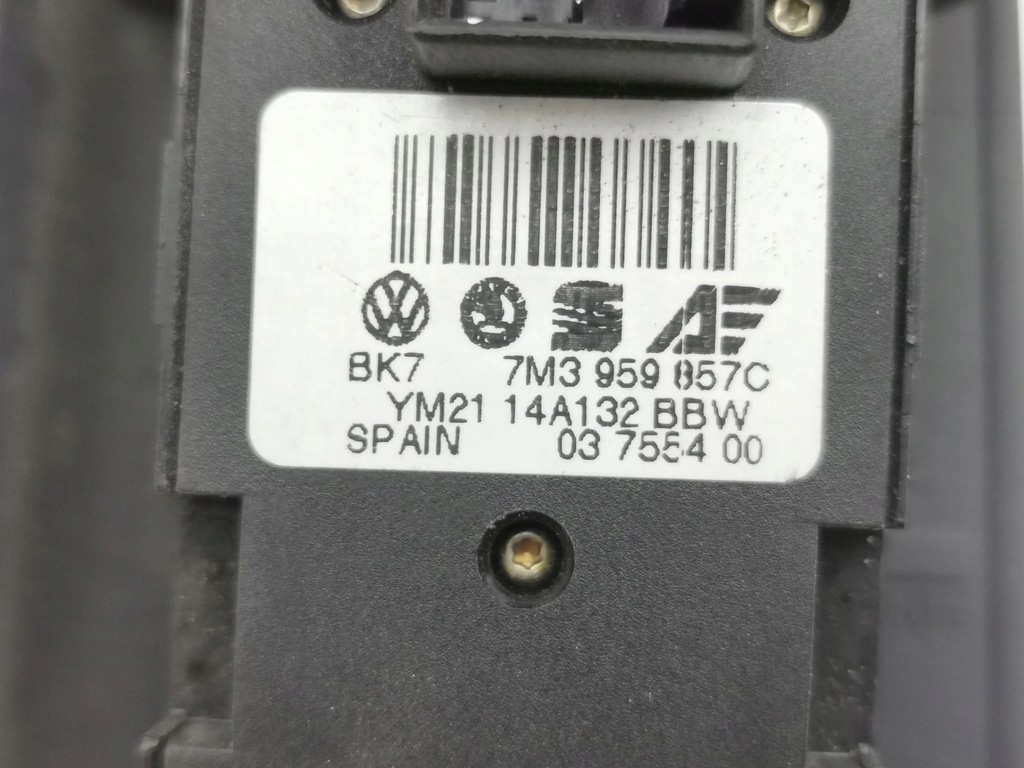 BK7 7M3 959 857C
YM21 14A132 BBW
SPAIN 03 7554 00